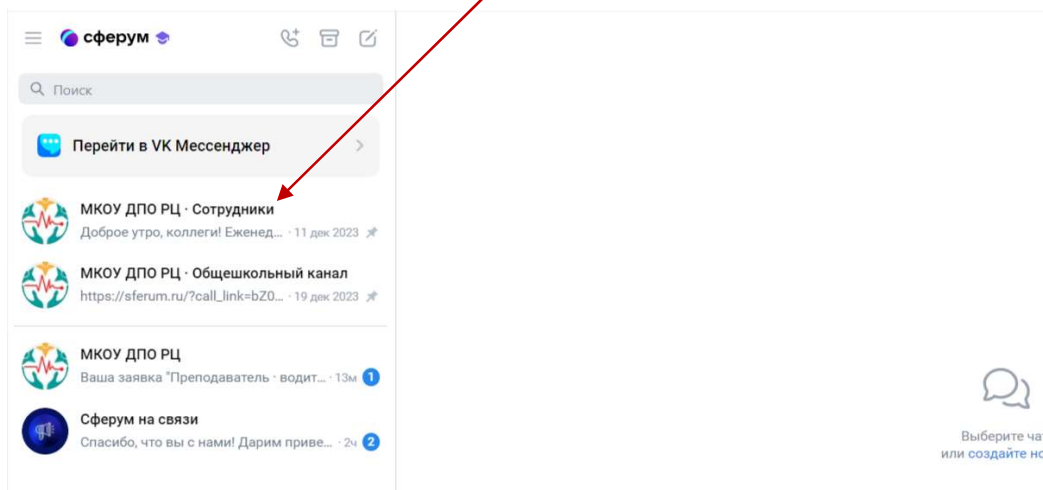 сферум
Поиск
Перейти в VK Мессенджер
МКОУ ДПО РЦ · Сотрудники
Доброе утро, коллеги! Еженед... · 11 дек 2023
МКОУ ДПО РЦ · Общешкольный канал
https://sferum.ru/?call_link=bZ0... · 19 дек 2023
МКОУ ДПО РЦ
Ваша заявка "Преподаватель · водит... · 13м 1
Сферум на связи
Спасибо, что вы с нами! Дарим приве... · 2ч 2
Выберите ча
или создайте но